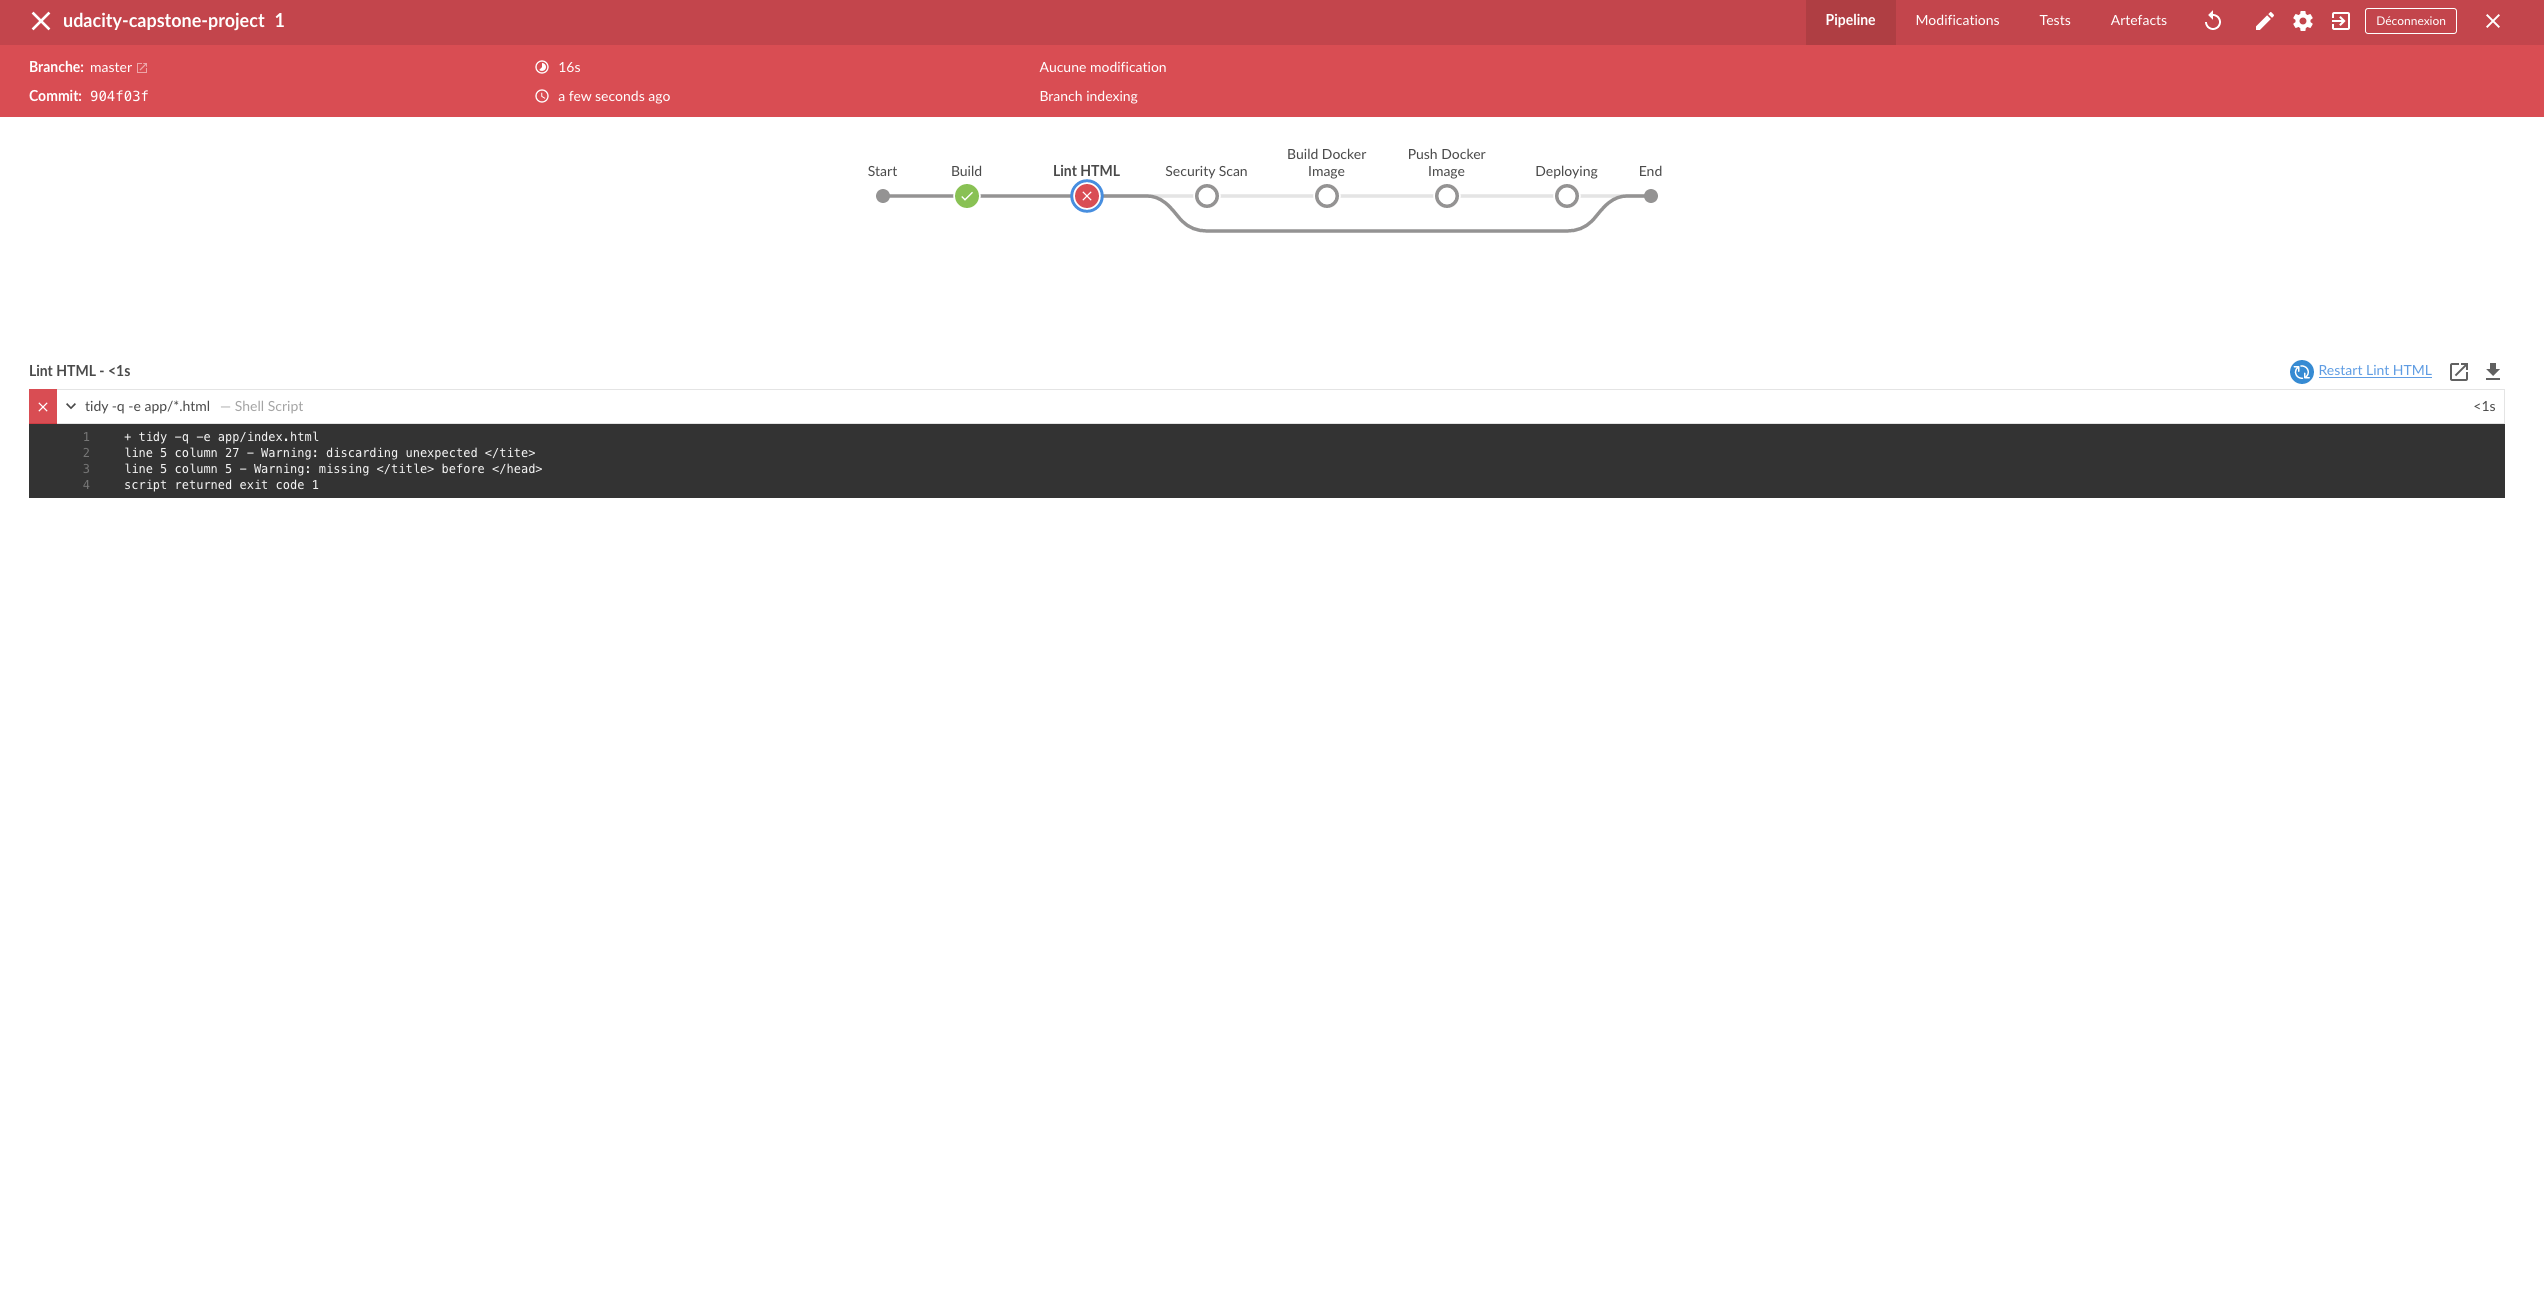 udacity-capstone-project 1
Pipeline Modifications Tests Artefacts Déconnexion
Branche: master 16s Aucune modification
Commit: 904f03f a few seconds ago Branch indexing
Start Build Lint HTML Security Scan Build Docker Image Push Docker Image Deploying End
Lint HTML - <1s Restart Lint HTML
tidy -q -e app/*.html — Shell Script <1s
1 + tidy -q -e app/index.html
2 line 5 column 27 - Warning: discarding unexpected </tite>
3 line 5 column 5 - Warning: missing </title> before </head>
4 script returned exit code 1